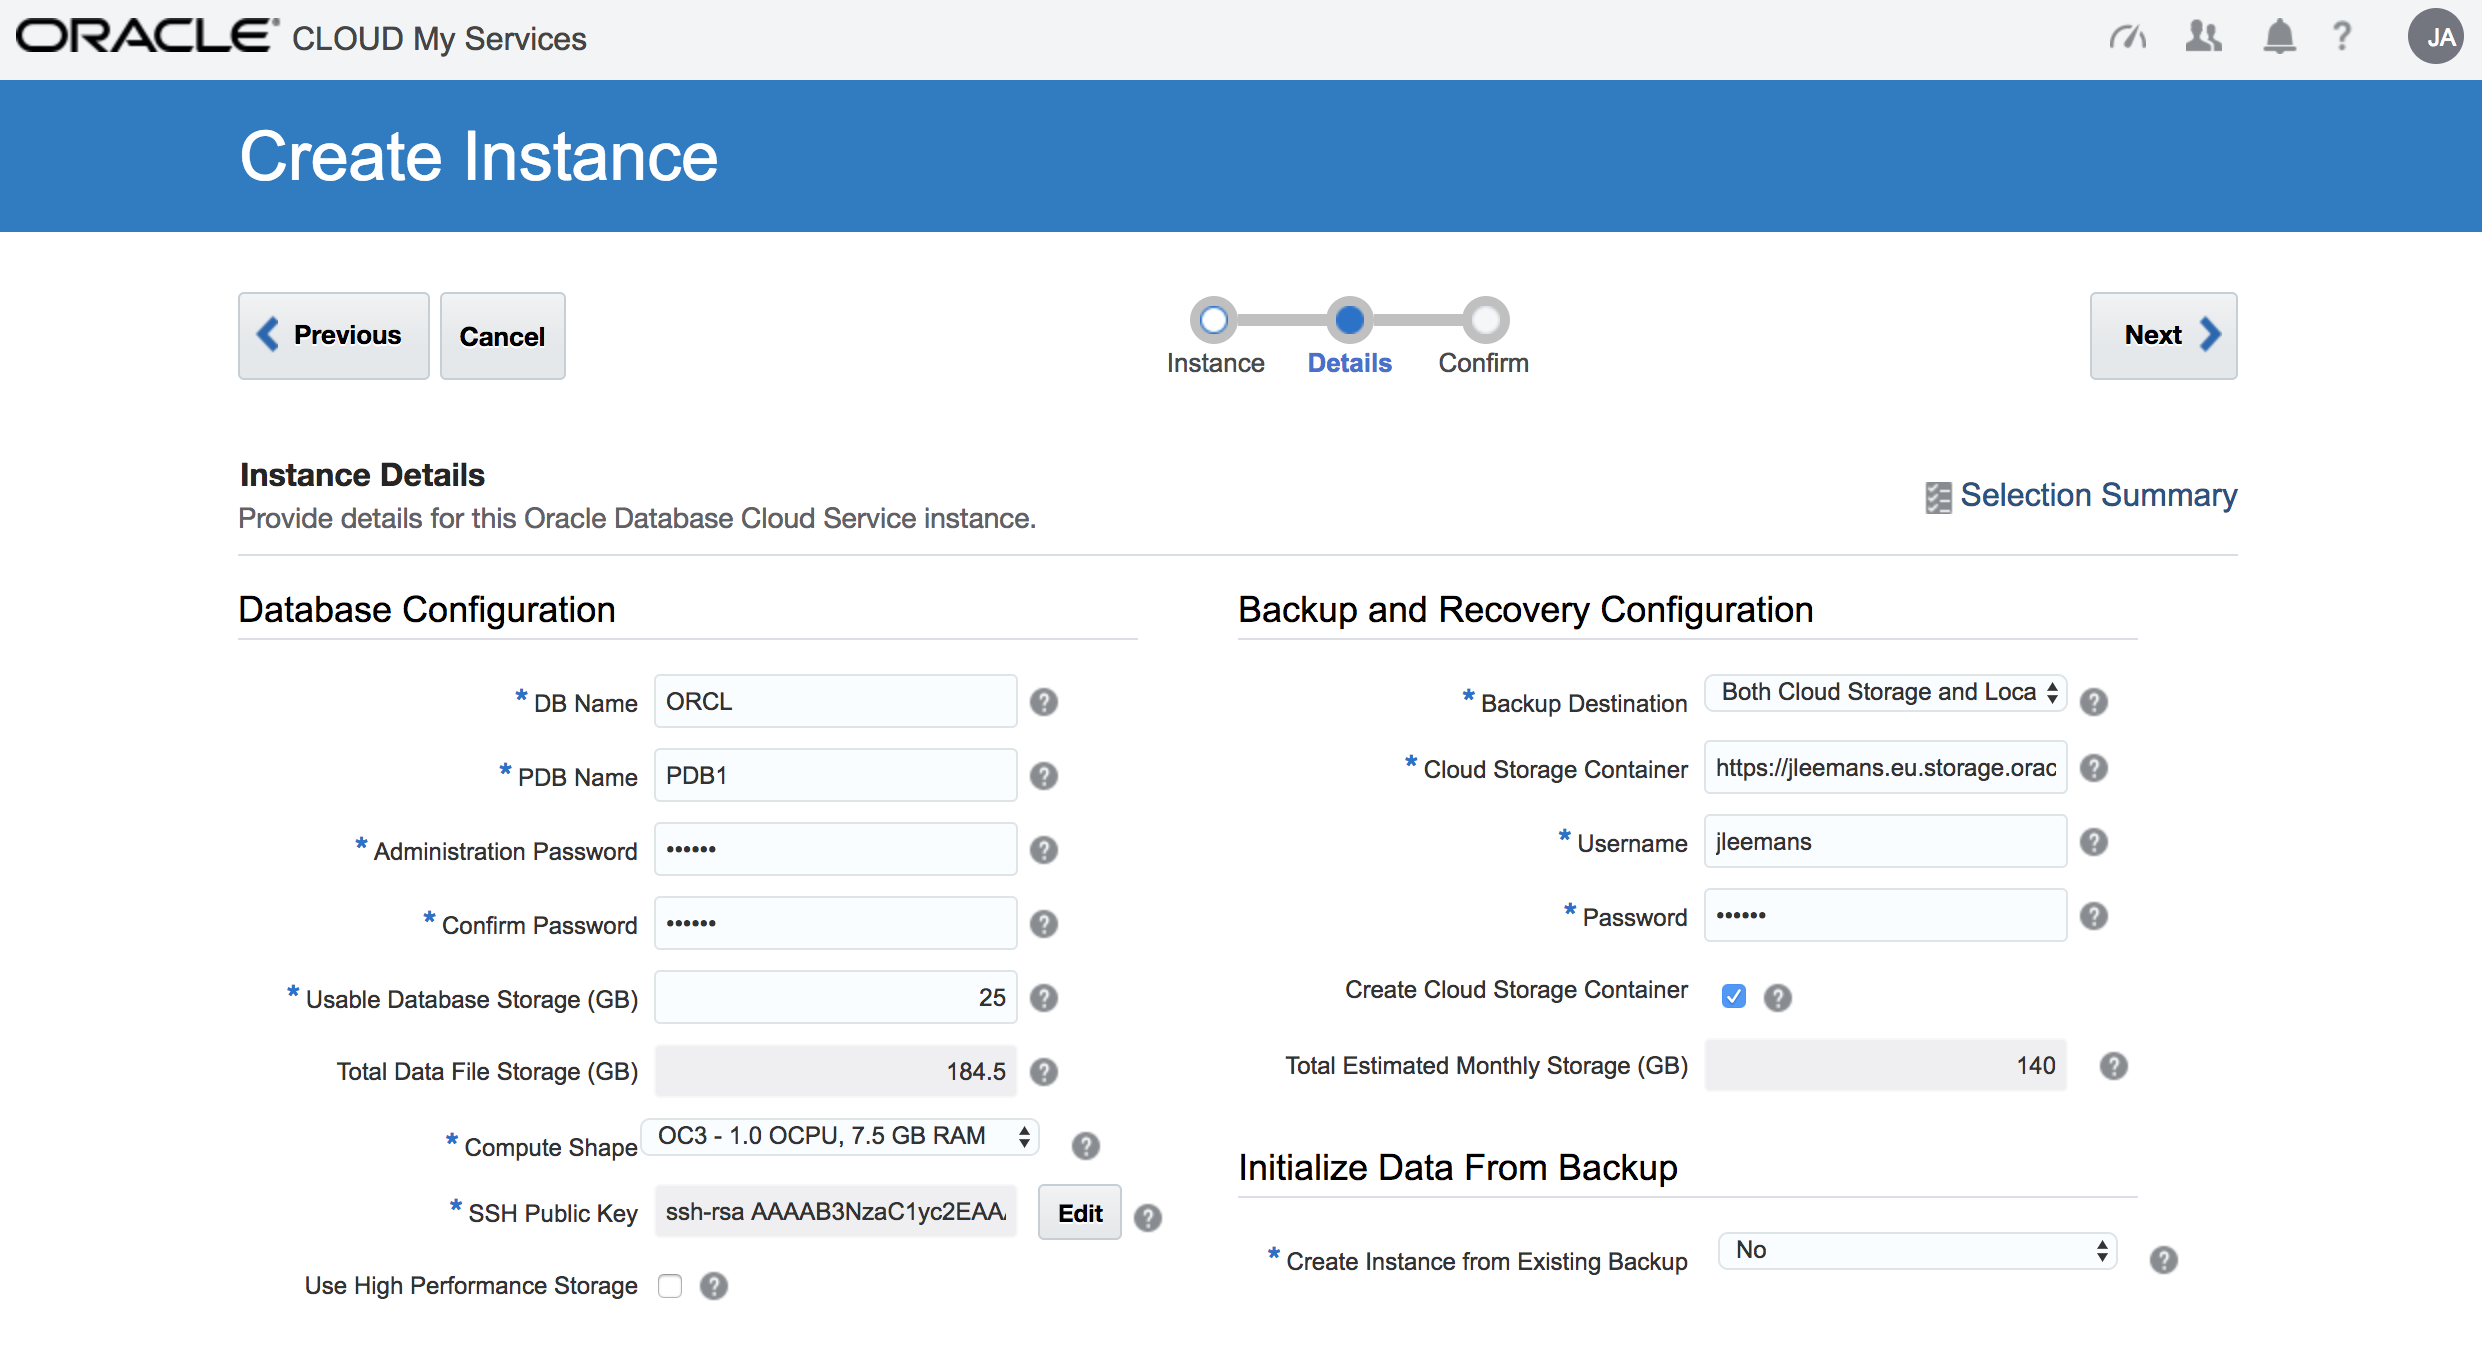 ORACLE® CLOUD My Services
? JA
Create Instance
Previous
Cancel
Instance
Details
Confirm
Next
Instance Details
Provide details for this Oracle Database Cloud Service instance.
Selection Summary
Database Configuration
* DB Name ORCL ?
* PDB Name PDB1 ?
* Administration Password •••••• ?
* Confirm Password •••••• ?
* Usable Database Storage (GB) 25 ?
Total Data File Storage (GB) 184.5 ?
* Compute Shape OC3 - 1.0 OCPU, 7.5 GB RAM ?
* SSH Public Key ssh-rsa AAAAB3NzaC1yc2EAA Edit ?
Use High Performance Storage ?
Backup and Recovery Configuration
* Backup Destination Both Cloud Storage and Loca ?
* Cloud Storage Container https://jleemans.eu.storage.orac ?
* Username jleemans ?
* Password •••••• ?
Create Cloud Storage Container ?
Total Estimated Monthly Storage (GB) 140 ?
Initialize Data From Backup
* Create Instance from Existing Backup No ?